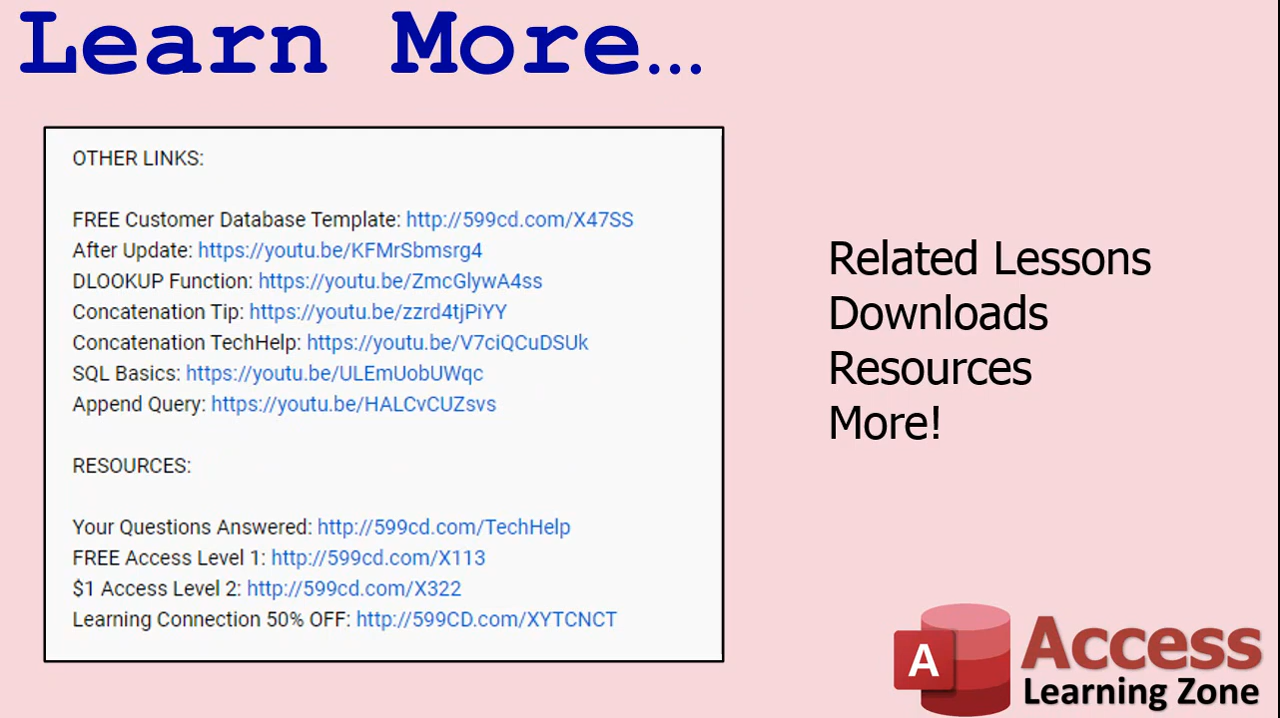 Learn More...
OTHER LINKS:
FREE Customer Database Template: http://599cd.com/X47SS
After Update: https://youtu.be/KFMrSbmsrg4
DLOOKUP Function: https://youtu.be/ZmcGlywA4ss
Concatenation Tip: https://youtu.be/zzrd4tjPiYY
Concatenation TechHelp: https://youtu.be/V7ciQCuDSUk
SQL Basics: https://youtu.be/ULEmUobUWqc
Append Query: https://youtu.be/HALCvCUZsvs
RESOURCES:
Your Questions Answered: http://599cd.com/TechHelp
FREE Access Level 1: http://599cd.com/X113
$1 Access Level 2: http://599cd.com/X322
Learning Connection 50% OFF: http://599CD.com/XYTCNCT
Related Lessons
Downloads
Resources
More!
A
Access
Learning Zone